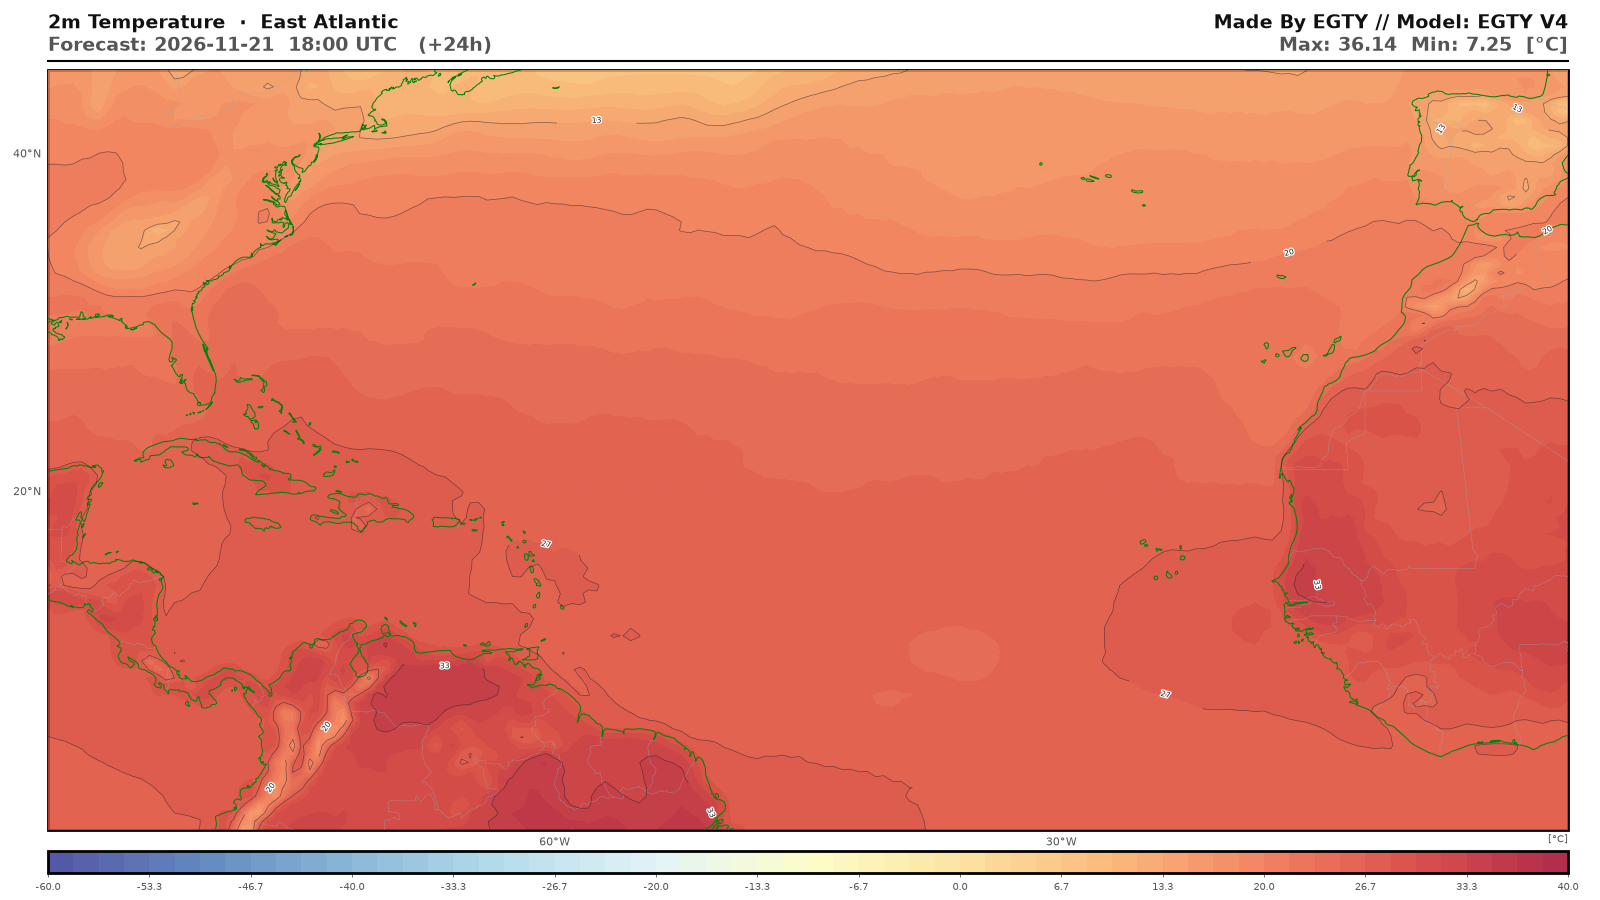 2m Temperature · East Atlantic
Made By EGTY // Model: EGTY V4
Forecast: 2026-11-21 18:00 UTC (+24h)
Max: 36.14 Min: 7.25 [°C]
13
13
13
40°N
20
20
20°N
27
33
33
27
20
20
33
60°W
30°W
[°C]
-60.0 -53.3 -46.7 -40.0 -33.3 -26.7 -20.0 -13.3 -6.7 0.0 6.7 13.3 20.0 26.7 33.3 40.0